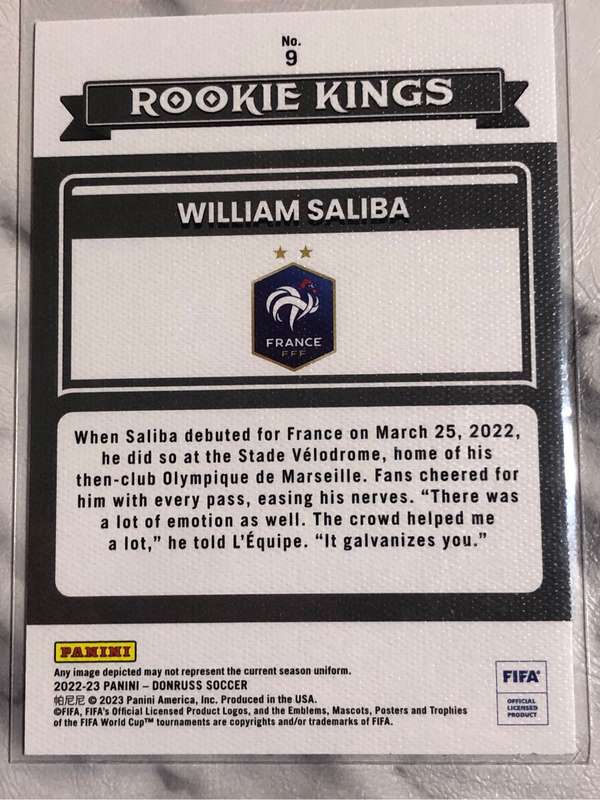 No.
9
ROOKIE KINGS
WILLIAM SALIBA
FRANCE
FFF
When Saliba debuted for France on March 25, 2022,
he did so at the Stade Vélodrome, home of his
then-club Olympique de Marseille. Fans cheered for
him with every pass, easing his nerves. “There was
a lot of emotion as well. The crowd helped me
a lot,” he told L’Équipe. “It galvanizes you.”
PANINI
Any image depicted may not represent the current season uniform.
2022-23 PANINI – DONRUSS SOCCER
帕尼尼 © 2023 Panini America, Inc. Produced in the USA.
©FIFA, FIFA's Official Licensed Product Logos, and the Emblems, Mascots, Posters and Trophies
of the FIFA World Cup™ tournaments are copyrights and/or trademarks of FIFA.
FIFA®
OFFICIAL
LICENSED
PRODUCT